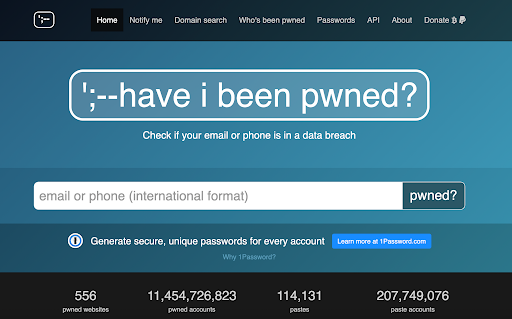 ';--
Home Notify me Domain search Who's been pwned Passwords API About Donate
';--have i been pwned?
Check if your email or phone is in a data breach
email or phone (international format) pwned?
Generate secure, unique passwords for every account Learn more at 1Password.com
Why 1Password?
556 11,454,726,823 114,131 207,749,076
pwned websites pwned accounts pastes paste accounts